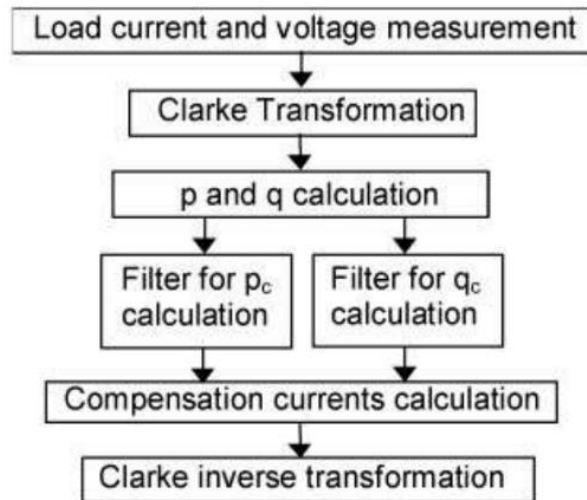 Load current and voltage measurement
Clarke Transformation
p and q calculation
Filter for pc
calculation
Filter for qc
calculation
Compensation currents calculation
Clarke inverse transformation